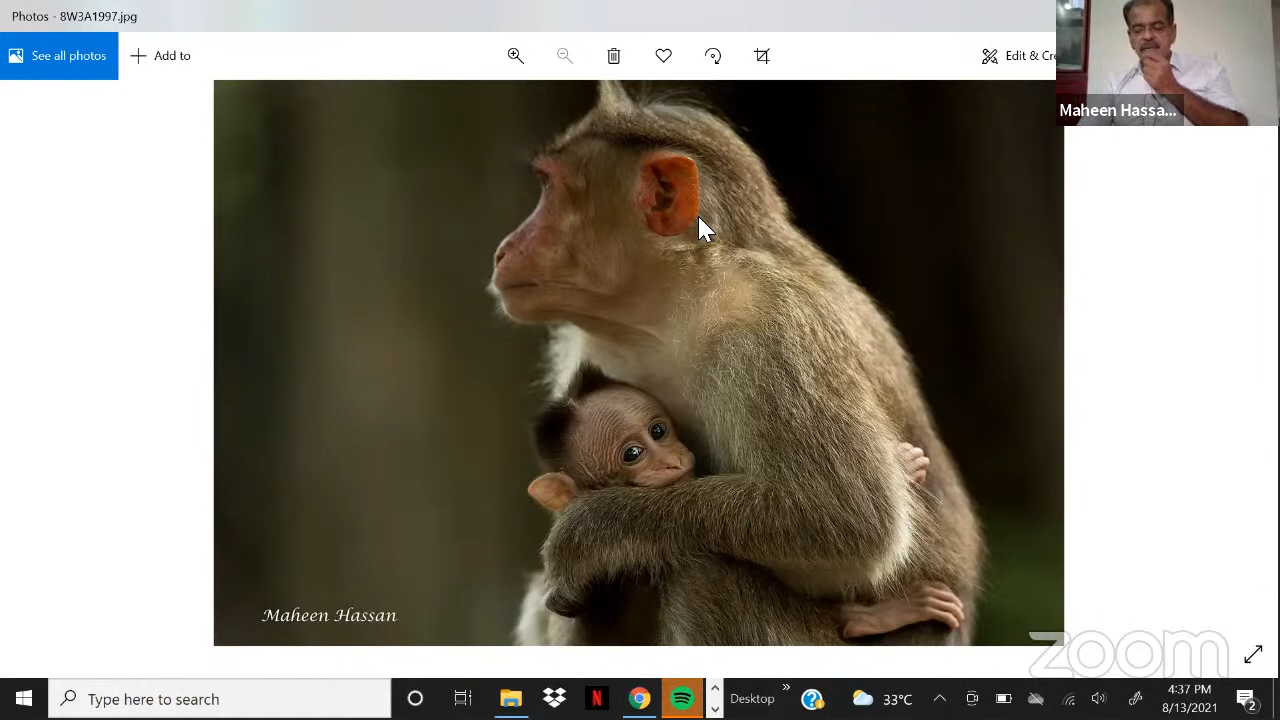 Photos - 8W3A1997.jpg
See all photos
Add to
Edit & Cre
Maheen Hassa...
Maheen Hassan
zoom
Type here to search
Desktop
33°C
4:37 PM
8/13/2021
2